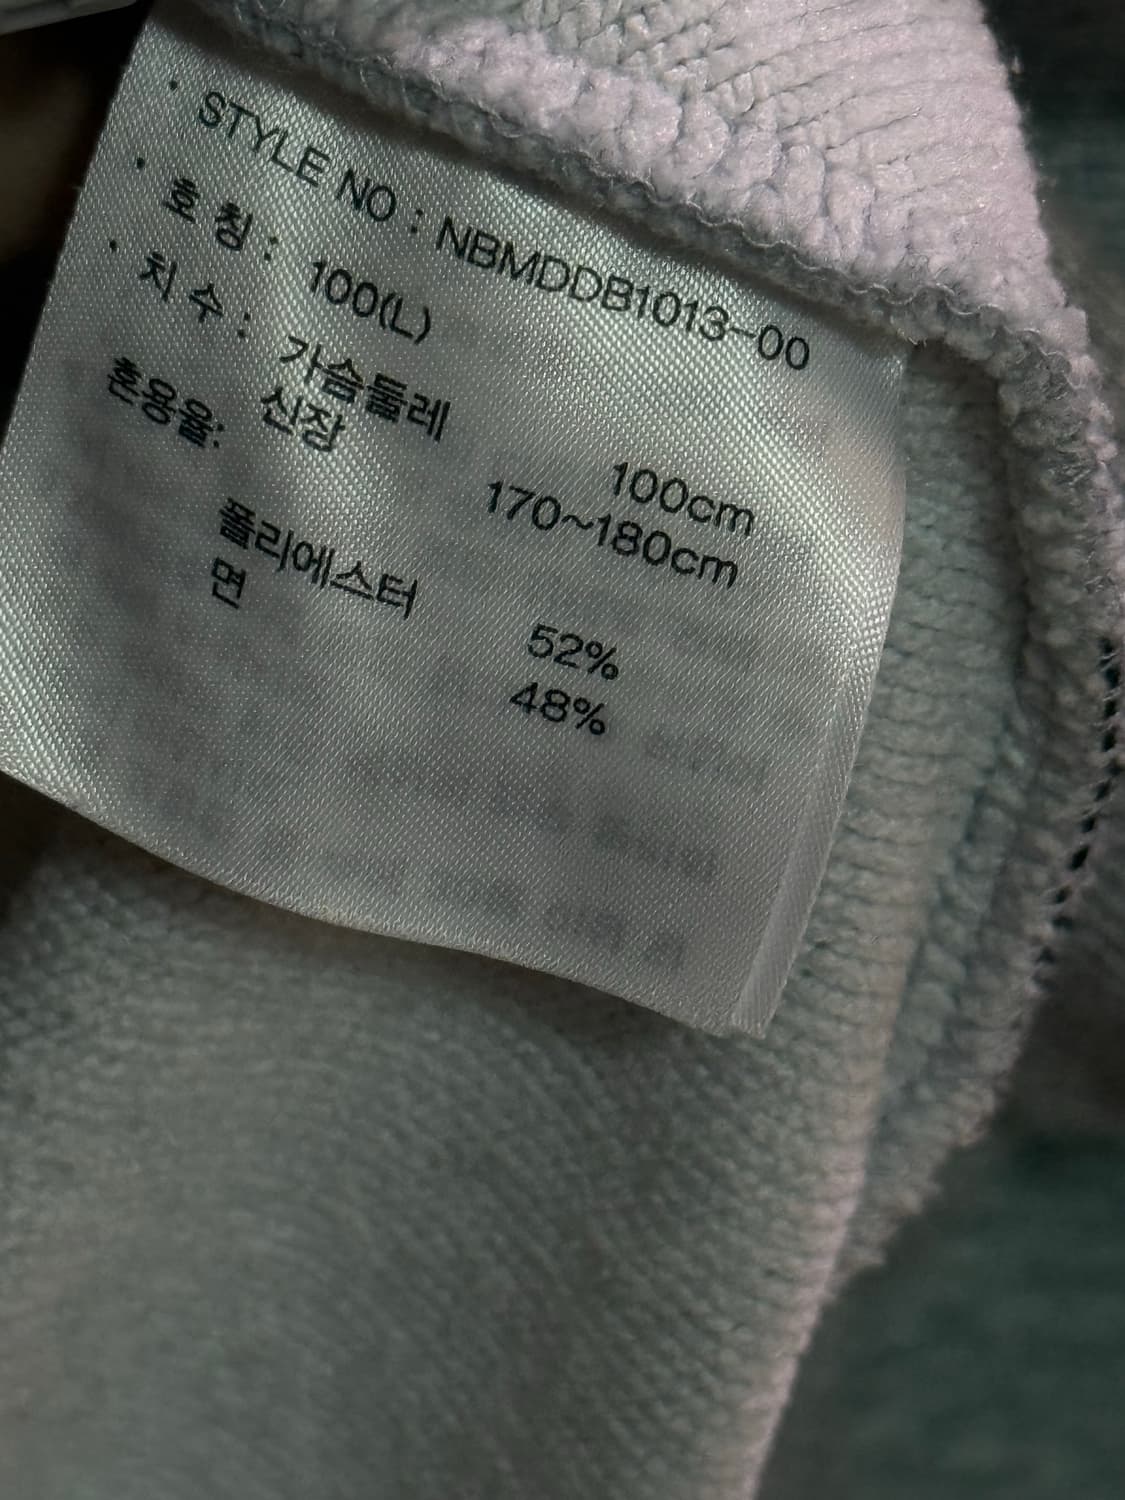 · STYLE NO : NBMDDB1013-00
· 호 칭 : 100(L)
· 치 수 : 가슴둘레 100cm
신장 170~180cm
혼용율:
폴리에스터 52%
면 48%